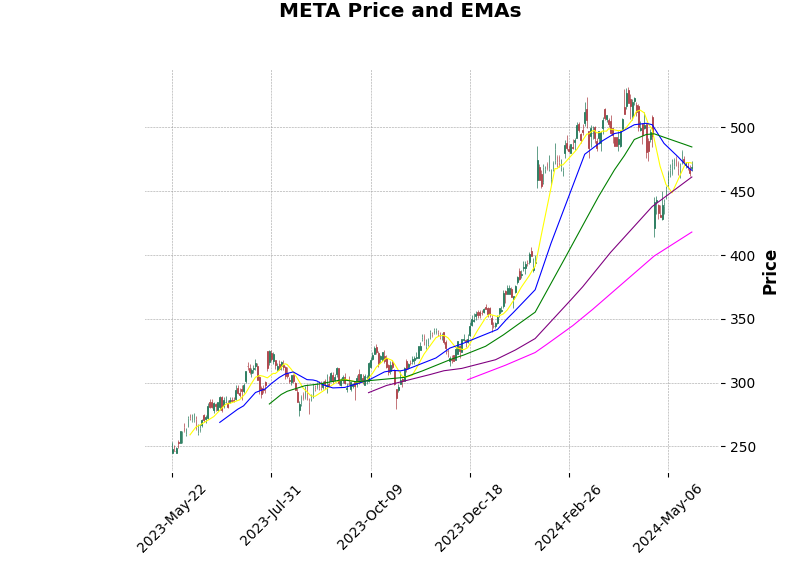 META Price and EMAs
500
450
400
350
300
250
Price
2023-May-22
2023-Jul-31
2023-Oct-09
2023-Dec-18
2024-Feb-26
2024-May-06